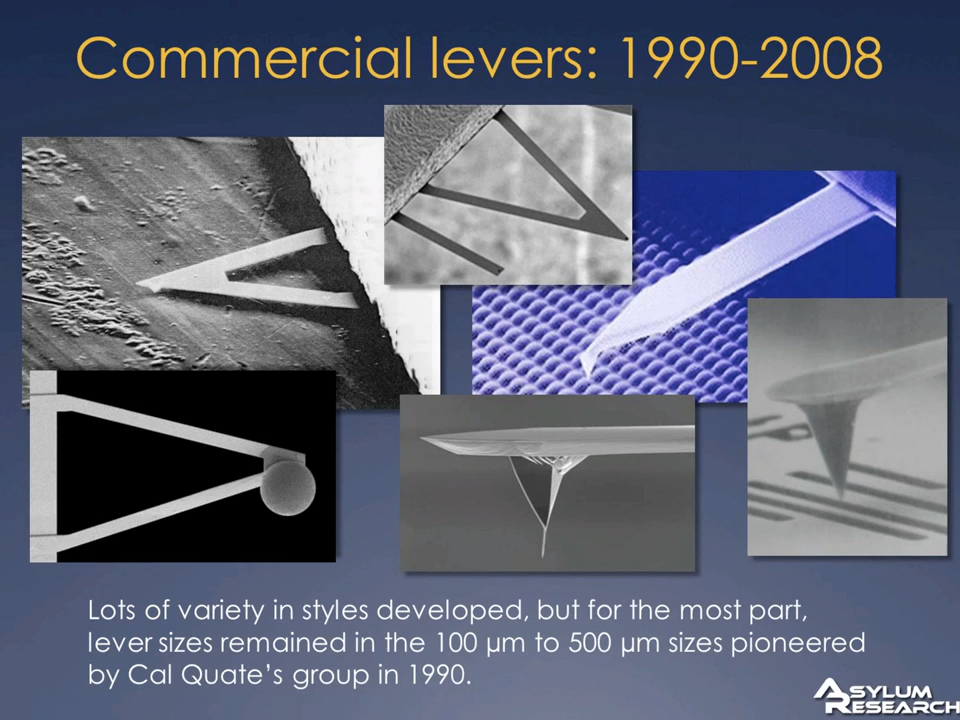 Commercial levers: 1990-2008
Lots of variety in styles developed, but for the most part,
lever sizes remained in the 100 µm to 500 µm sizes pioneered
by Cal Quate's group in 1990.
ASYLUM
RESEARCH